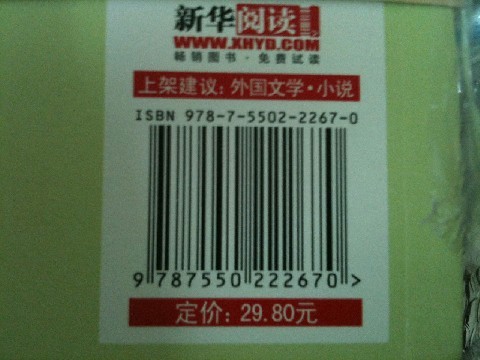 新华阅读
WWW.XHYD.COM
畅销图书·免费试读
上架建议：外国文学·小说
ISBN 978-7-5502-2267-0
9 787550 222670 >
定价：29.80元